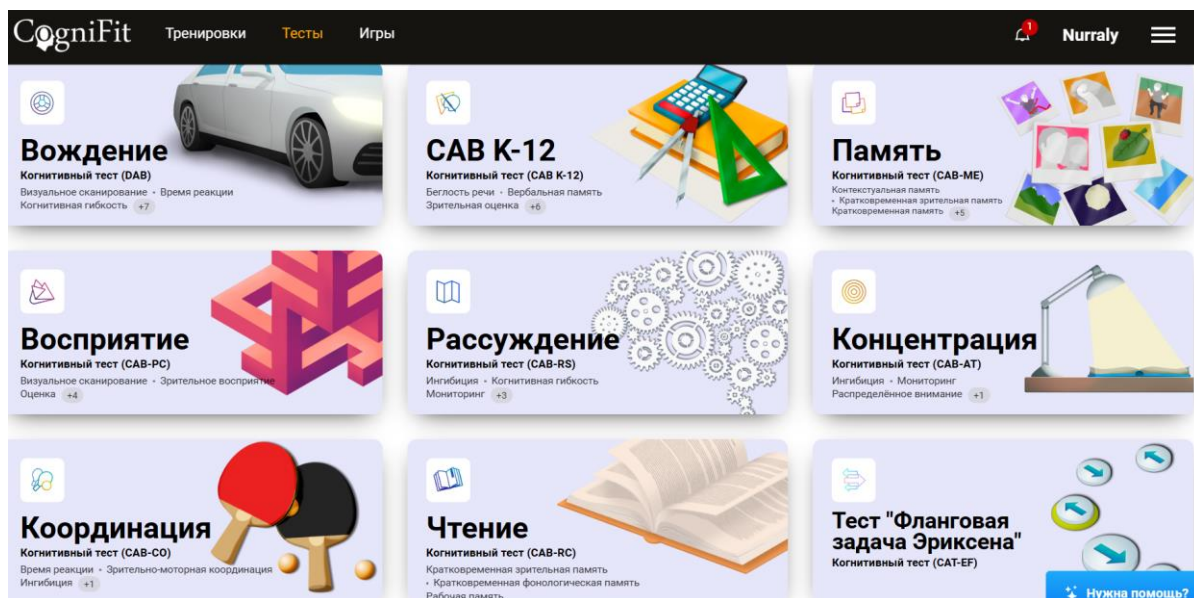 CogniFit Тренировки Тесты Игры 1 Nurraly
Вождение
Когнитивный тест (DAB)
Визуальное сканирование • Время реакции
Когнитивная гибкость +7
CAB K-12
Когнитивный тест (CAB K-12)
Беглость речи • Вербальная память
Зрительная оценка +6
Память
Когнитивный тест (CAB-ME)
Контекстуальная память
• Кратковременная зрительная память
Кратковременная память +5
Восприятие
Когнитивный тест (CAB-PC)
Визуальное сканирование • Зрительное восприятие
Оценка +4
Рассуждение
Когнитивный тест (CAB-RS)
Ингибиция • Когнитивная гибкость
Мониторинг +3
Концентрация
Когнитивный тест (CAB-AT)
Ингибиция • Мониторинг
Распределённое внимание +1
Координация
Когнитивный тест (CAB-CO)
Время реакции • Зрительно-моторная координация
Ингибиция +1
Чтение
Когнитивный тест (CAB-RC)
Кратковременная зрительная память
• Кратковременная фонологическая память
Рабочая память
Тест "Фланговая
задача Эриксена"
Когнитивный тест (CAT-EF)
Нужна помощь?